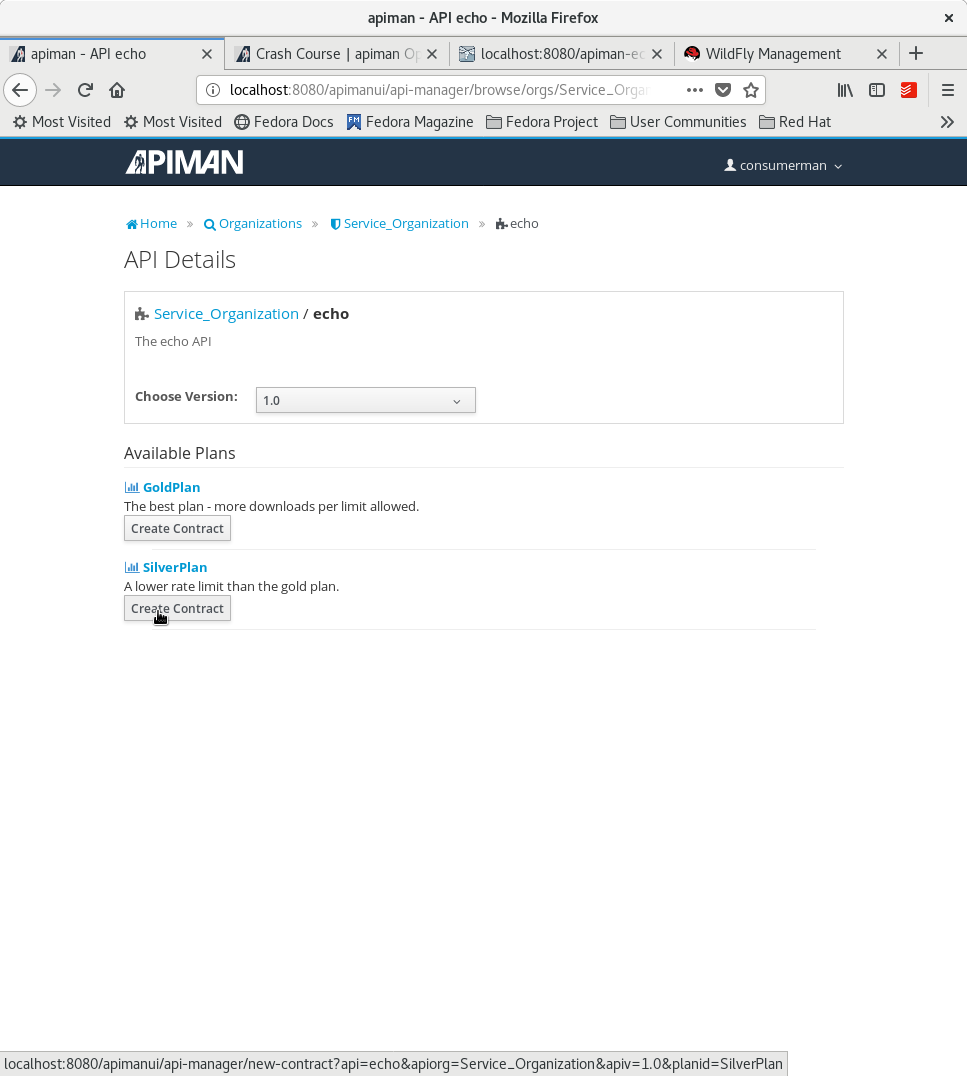 apiman - API echo - Mozilla Firefox
apiman - API echo
Crash Course | apiman Op
localhost:8080/apiman-ec
WildFly Management
localhost:8080/apimanui/api-manager/browse/orgs/Service_Organ
Most Visited
Most Visited
Fedora Docs
FM
Fedora Magazine
Fedora Project
User Communities
Red Hat
APIMAN
consumerman
Home » Organizations » Service_Organization » echo
API Details
Service_Organization / echo
The echo API
Choose Version: 1.0
Available Plans
GoldPlan
The best plan - more downloads per limit allowed.
Create Contract
SilverPlan
A lower rate limit than the gold plan.
Create Contract
localhost:8080/apimanui/api-manager/new-contract?api=echo&apiorg=Service_Organization&apiv=1.0&planid=SilverPlan